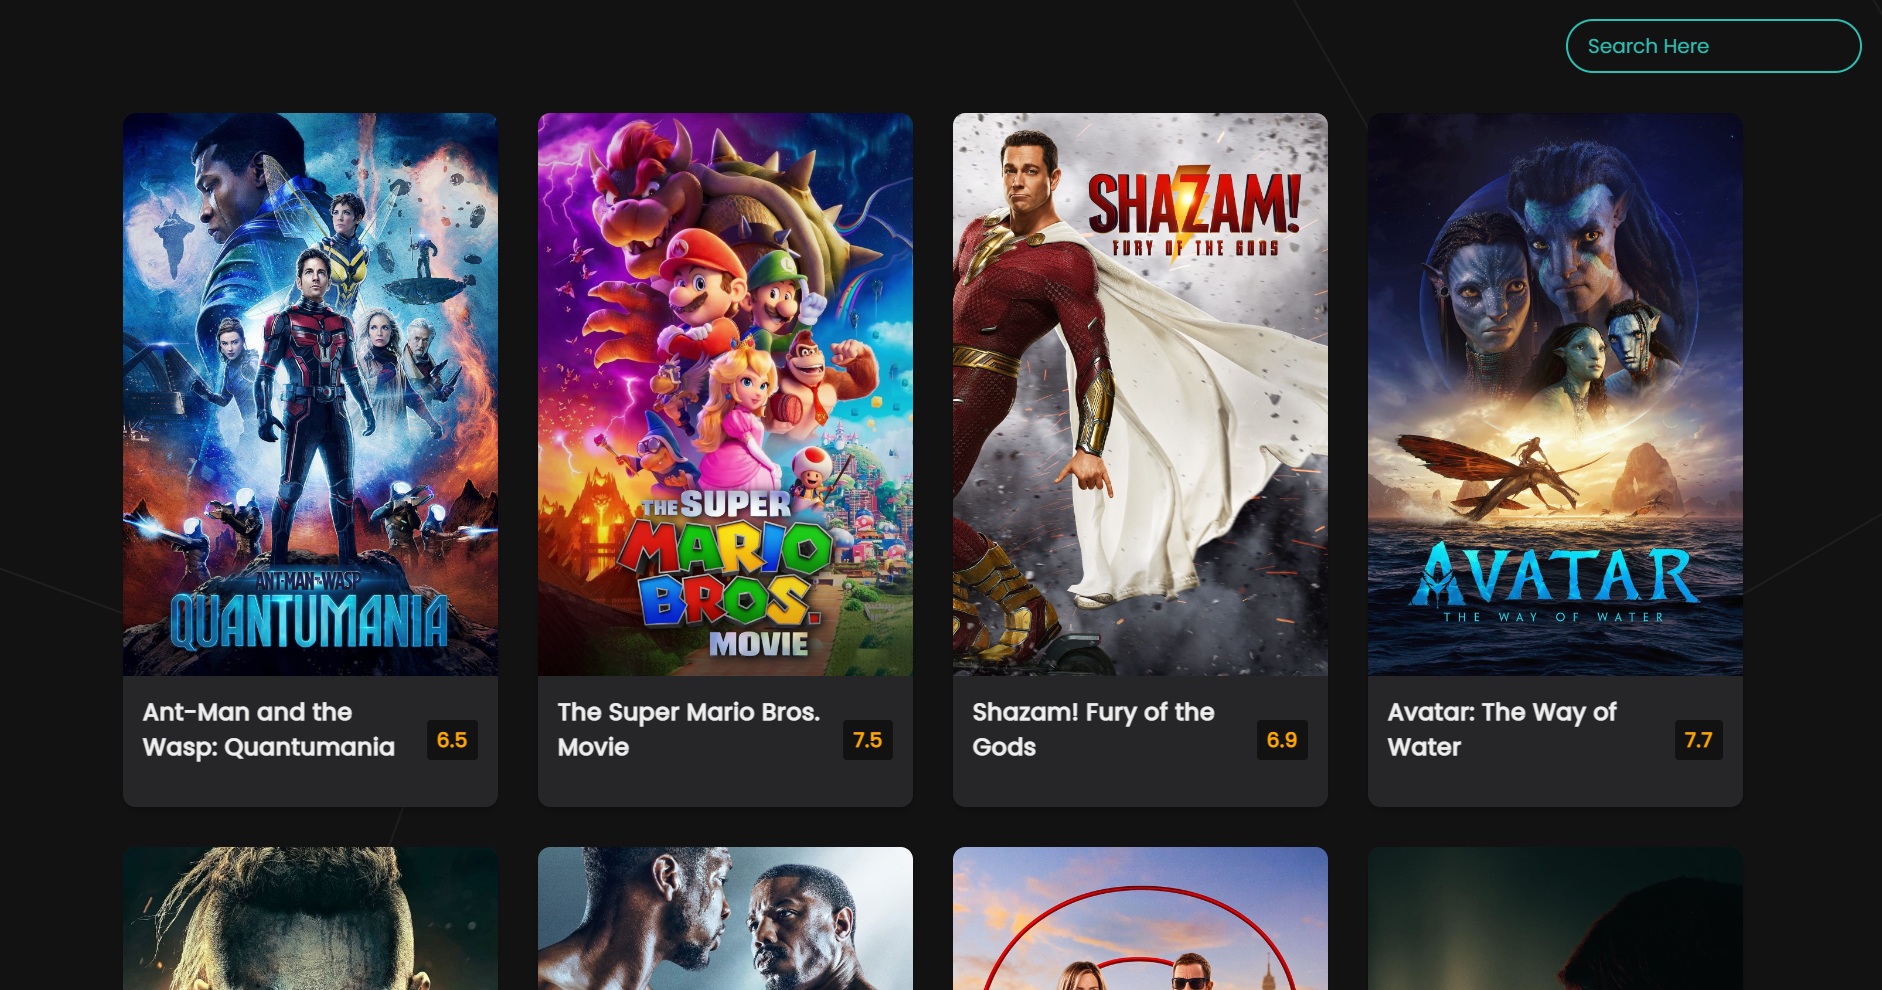 Search Here
ANT-MAN AND THE WASP
QUANTUMANIA
THE SUPER
MARIO
BROS.
MOVIE
SHAZAM!
FURY OF THE GODS
AVATAR
THE WAY OF WATER
Ant-Man and the
Wasp: Quantumania
6.5
The Super Mario Bros.
Movie
7.5
Shazam! Fury of the
Gods
6.9
Avatar: The Way of
Water
7.7